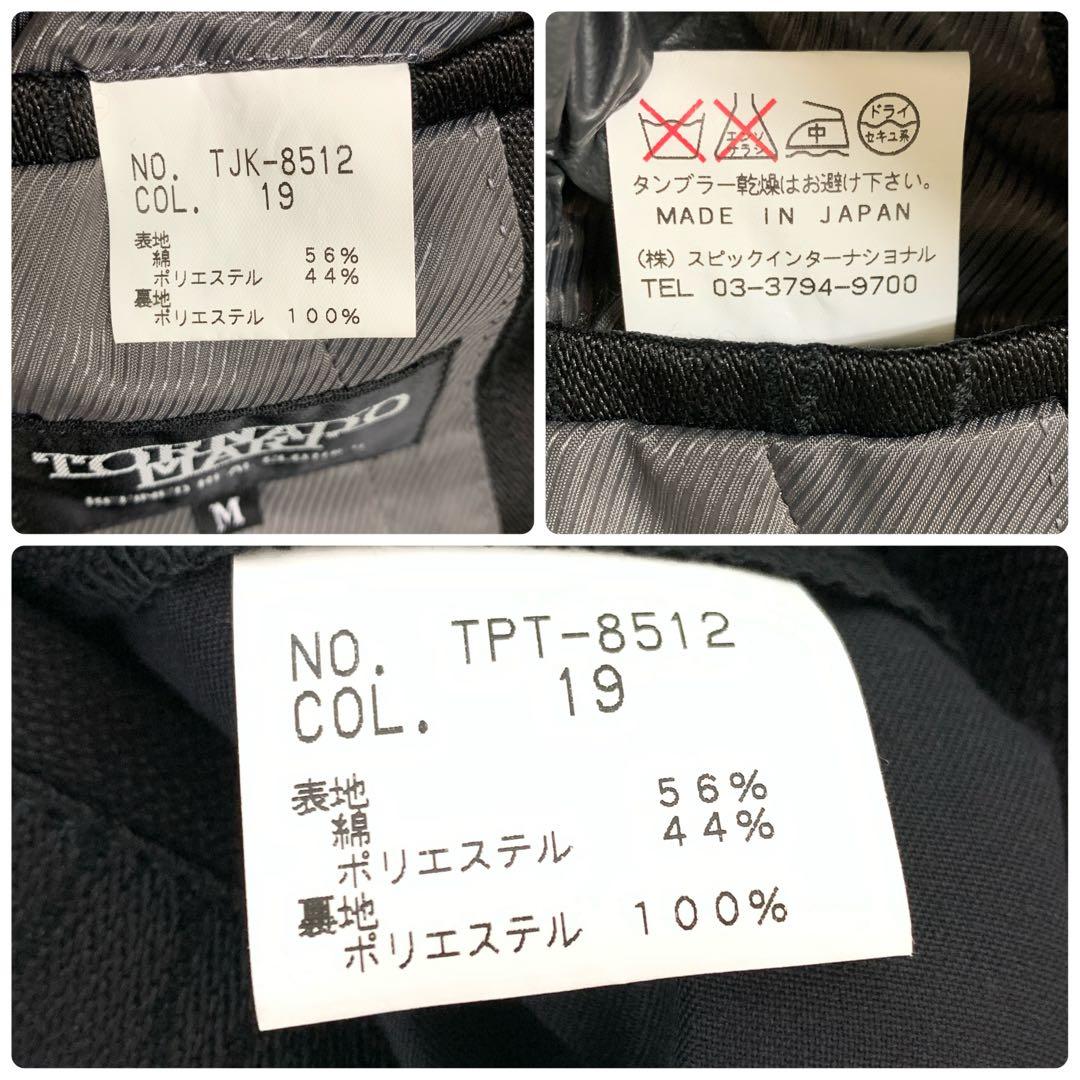 NO. TJK-8512
COL. 19
表地
綿 56%
ポリエステル 44%
裏地
ポリエステル 100%
TORNADO
MART
M
エンソ
サラシ
中
ドライ
セキユ系
タンブラー乾燥はお避け下さい。
MADE IN JAPAN
(株)スピックインターナショナル
TEL 03-3794-9700
NO. TPT-8512
COL. 19
表地
綿 56%
ポリエステル 44%
裏地
ポリエステル 100%